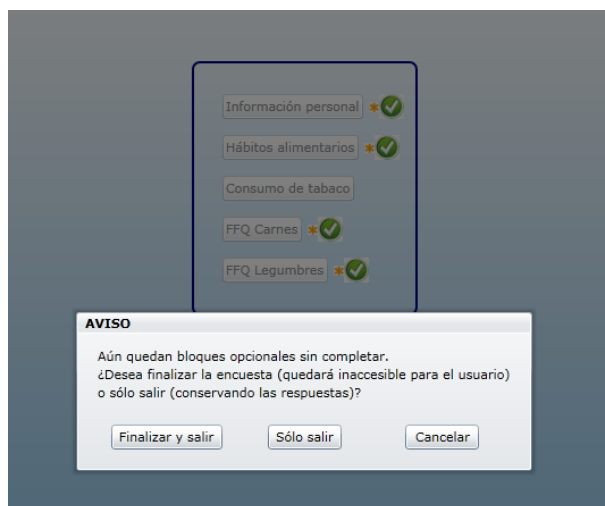 Información personal *
Hábitos alimentarios *
Consumo de tabaco
FFQ Carnes *
FFQ Legumbres *
AVISO
Aún quedan bloques opcionales sin completar.
¿Desea finalizar la encuesta (quedará inaccesible para el usuario)
o sólo salir (conservando las respuestas)?
Finalizar y salir Sólo salir Cancelar